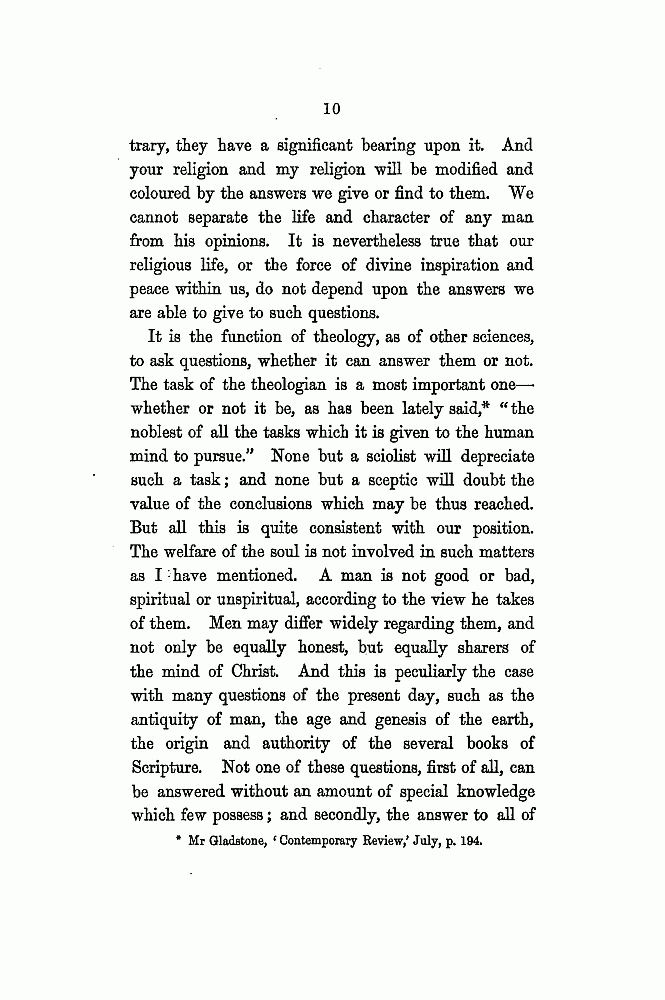 10
trary, they have a significant bearing upon it. And
your religion and my religion will be modified and
coloured by the answers we give or find to them. We
cannot separate the life and character of any man
from his opinions. It is nevertheless true that our
religious life, or the force of divine inspiration and
peace within us, do not depend upon the answers we
are able to give to such questions.
It is the function of theology, as of other sciences,
to ask questions, whether it can answer them or not.
The task of the theologian is a most important one—
whether or not it be, as has been lately said,* “the
noblest of all the tasks which it is given to the human
mind to pursue.” None but a sciolist will depreciate
such a task; and none but a sceptic will doubt the
value of the conclusions which may be thus reached.
But all this is quite consistent with our position.
The welfare of the soul is not involved in such matters
as I have mentioned. A man is not good or bad,
spiritual or unspiritual, according to the view he takes
of them. Men may differ widely regarding them, and
not only be equally honest, but equally sharers of
the mind of Christ. And this is peculiarly the case
with many questions of the present day, such as the
antiquity of man, the age and genesis of the earth,
the origin and authority of the several books of
Scripture. Not one of these questions, first of all, can
be answered without an amount of special knowledge
which few possess; and secondly, the answer to all of
* Mr Gladstone, ‘Contemporary Review,’ July, p. 194.